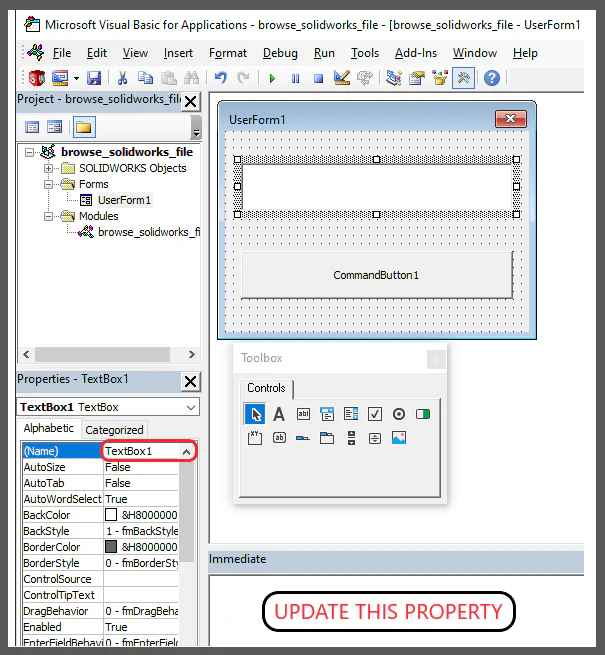 Microsoft Visual Basic for Applications - browse_solidworks_file - [browse_solidworks_file - UserForm1
File Edit View Insert Format Debug Run Tools Add-Ins Window Help
Project - browse_solidworks_fil
browse_solidworks_file
SOLIDWORKS Objects
Forms
UserForm1
Modules
browse_solidworks_fi
UserForm1
CommandButton1
Toolbox
Controls
Properties - TextBox1
TextBox1 TextBox
Alphabetic Categorized
(Name) TextBox1
AutoSize False
AutoTab False
AutoWordSelect True
BackColor &H8000000
BackStyle 1 - fmBackStyle
BorderColor &H8000000
BorderStyle 0 - fmBorderSty
ControlSource
ControlTipText
DragBehavior 0 - fmDragBeha
Enabled True
EnterFieldBehavi 0 - fmEnterField
Immediate
UPDATE THIS PROPERTY